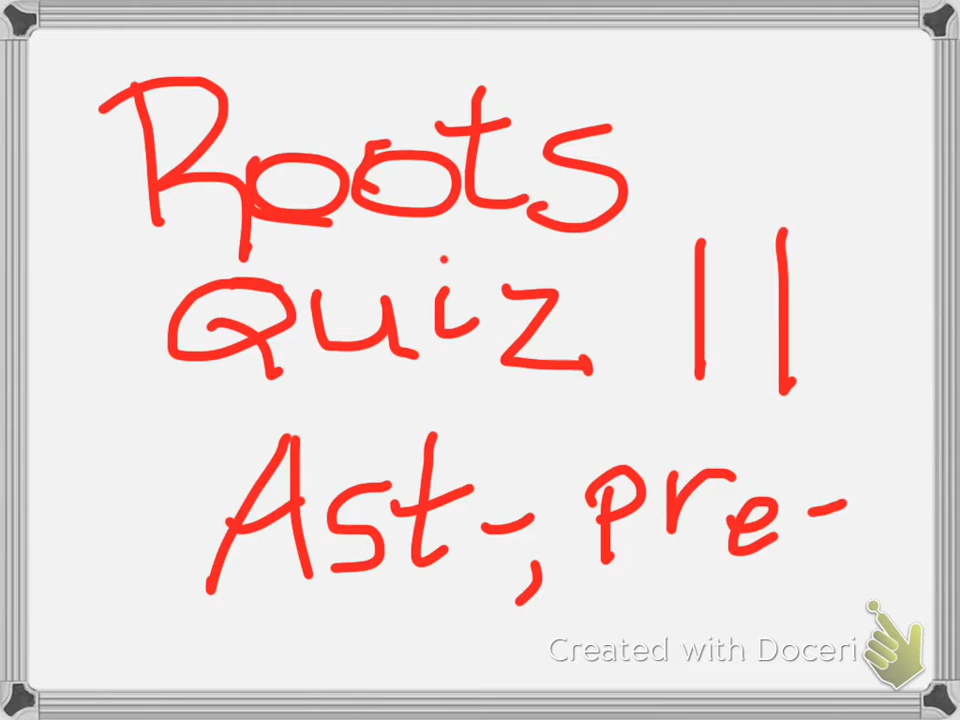 Roots
Quiz 11
Ast-, pre-
Created with Doceri